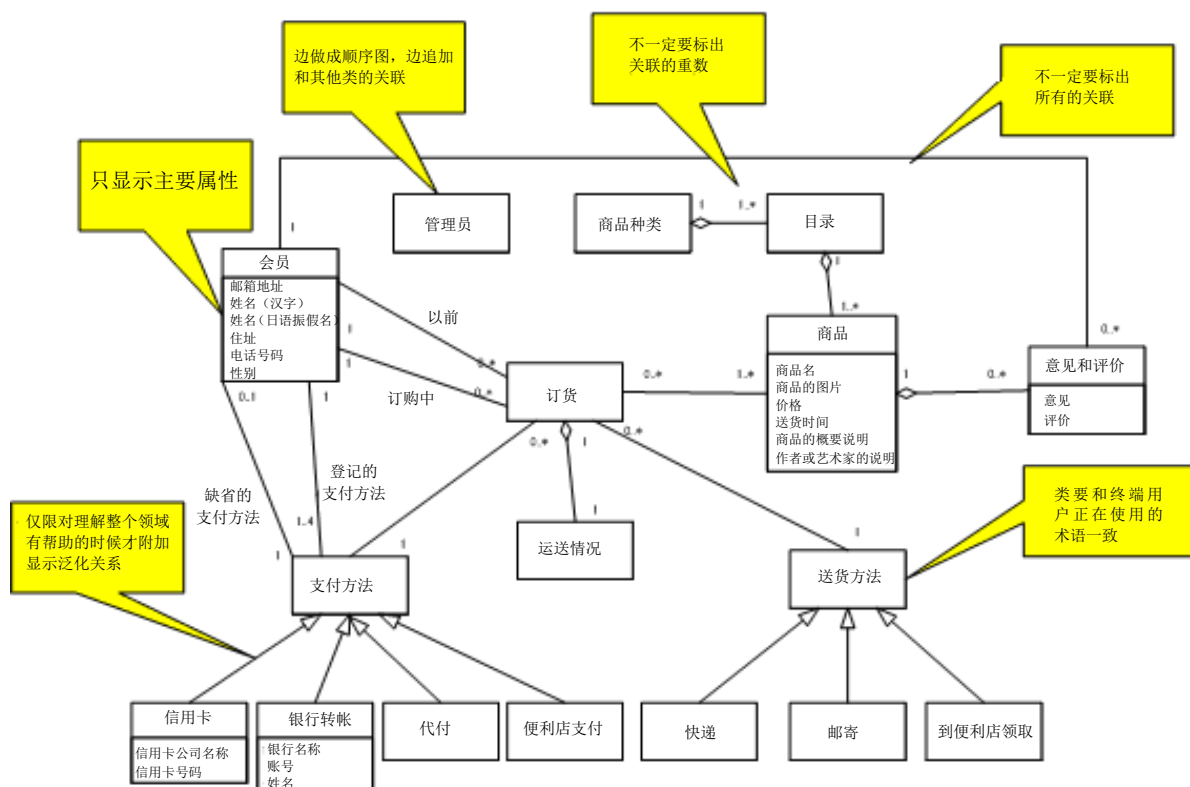 边做成顺序图，边追加
和其他类的关联
不一定要标出
关联的重数
不一定要标出
所有的关联
只显示主要属性
管理员
商品种类
1
1..*
目录
1
1..*
1
会员
邮箱地址
姓名（汉字）
姓名（日语振假名）
住址
电话号码
性别
1
1
以前
0..*
订购中
0..*
订货
0..*
1..*
商品
商品名
商品的图片
价格
送货时间
商品的概要说明
作者或艺术家的说明
1
0..*
0..*
意见和评价
意见
评价
0..1
1
缺省的
支付方法
登记的
支付方法
1
1..4
0..*
1
0..*
1
1
1
运送情况
仅限对理解整个领域
有帮助的时候才附加
显示泛化关系
类要和终端用
户正在使用的
术语一致
支付方法
送货方法
信用卡
信用卡公司名称
信用卡号码
银行转帐
银行名称
账号
姓名
代付
便利店支付
快递
邮寄
到便利店领取